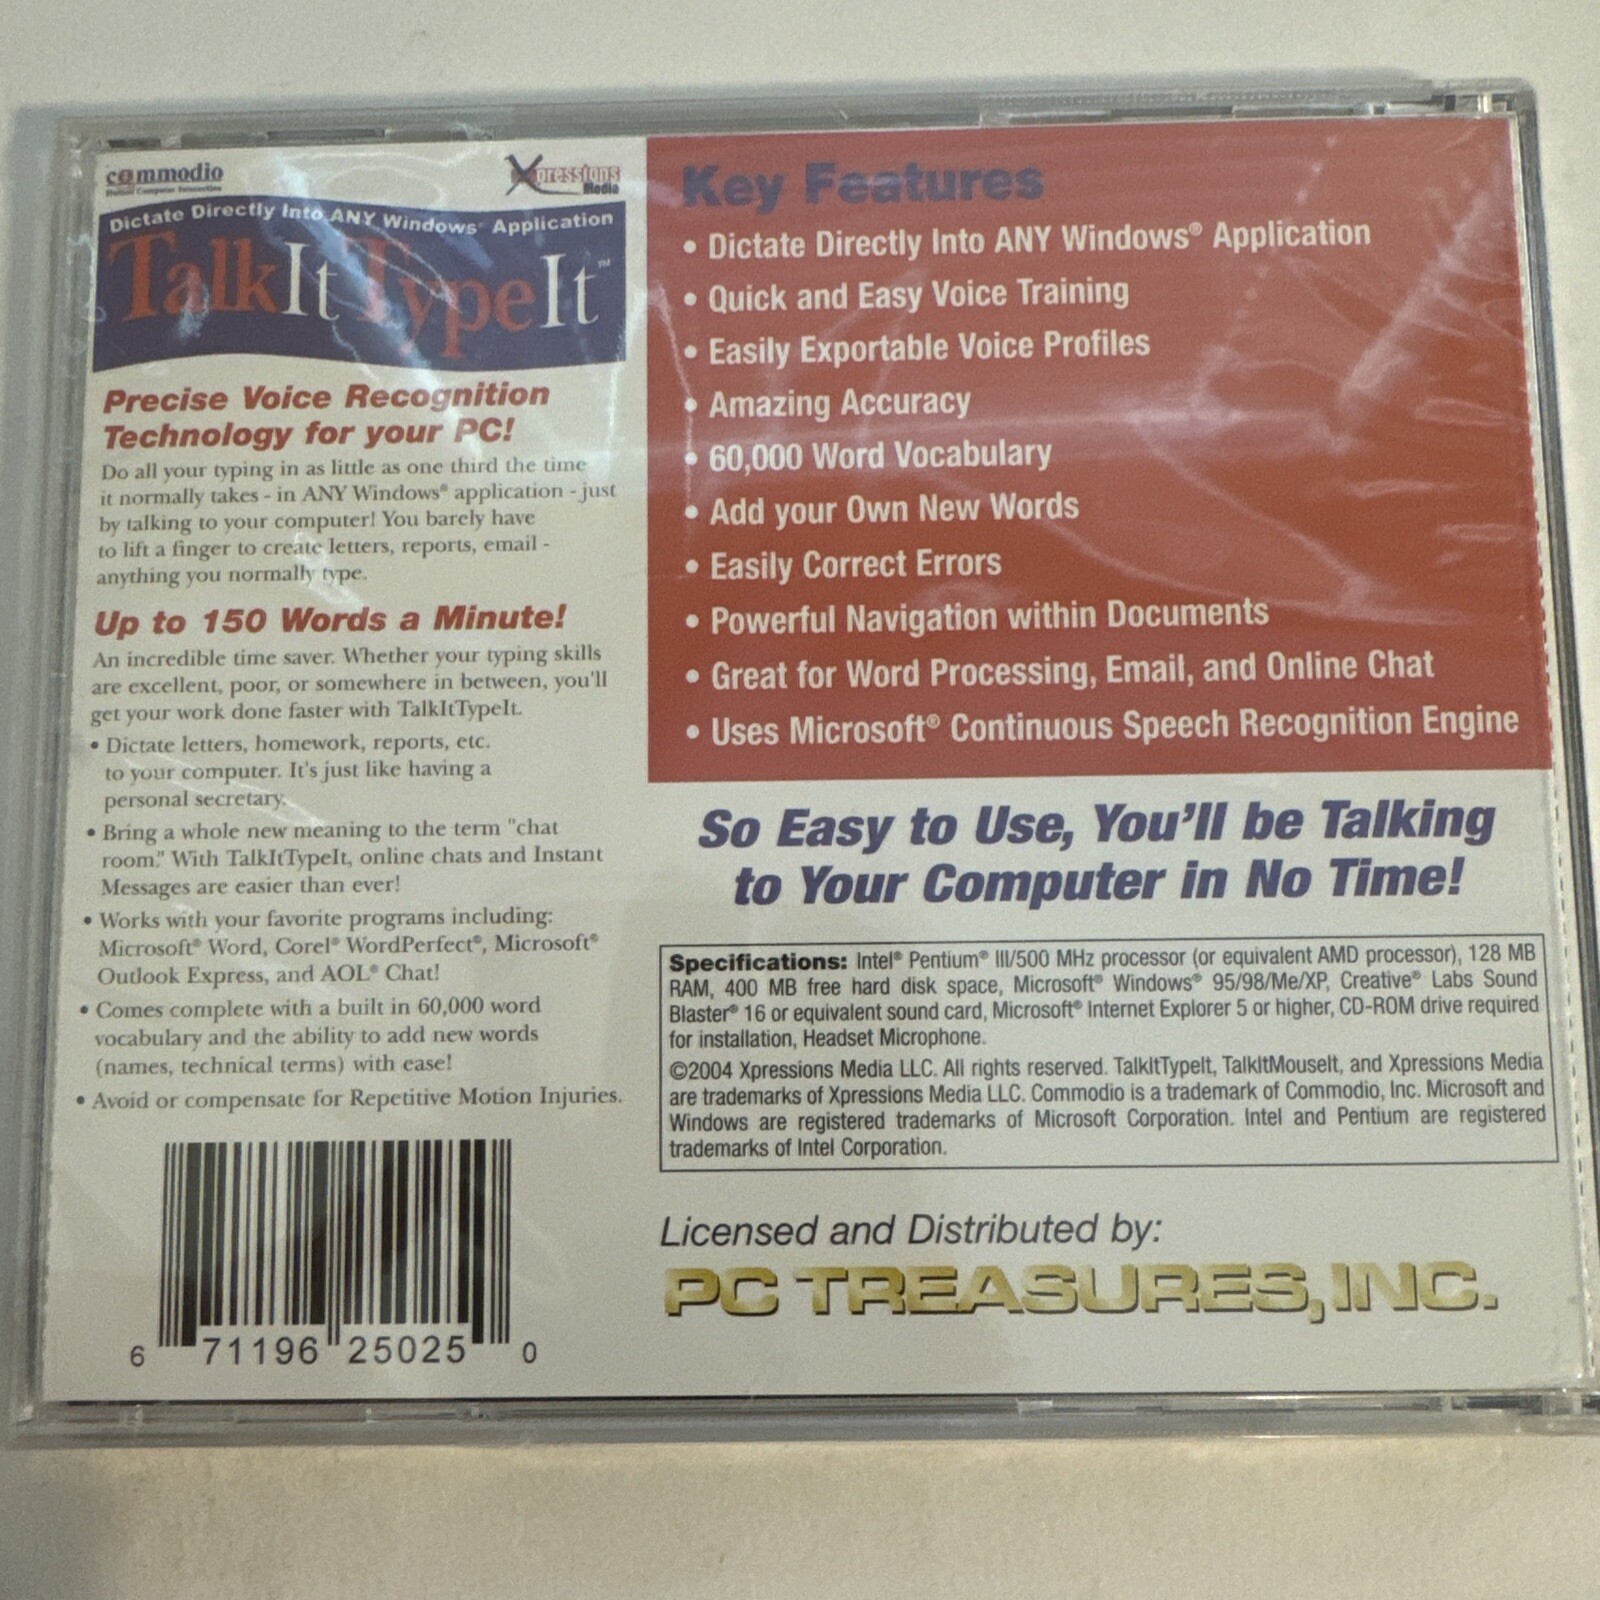 commodio
Human Computer Interaction
Xpressions
Media
Dictate Directly Into ANY Windows® Application
TalkItTypeIt™
Precise Voice Recognition
Technology for your PC!
Do all your typing in as little as one third the time
it normally takes - in ANY Windows® application - just
by talking to your computer! You barely have
to lift a finger to create letters, reports, email -
anything you normally type.
Up to 150 Words a Minute!
An incredible time saver. Whether your typing skills
are excellent, poor, or somewhere in between, you'll
get your work done faster with TalkItTypeIt.
• Dictate letters, homework, reports, etc.
to your computer. It's just like having a
personal secretary.
• Bring a whole new meaning to the term "chat
room." With TalkItTypeIt, online chats and Instant
Messages are easier than ever!
• Works with your favorite programs including:
Microsoft® Word, Corel® WordPerfect®, Microsoft®
Outlook Express, and AOL® Chat!
• Comes complete with a built in 60,000 word
vocabulary and the ability to add new words
(names, technical terms) with ease!
• Avoid or compensate for Repetitive Motion Injuries.
6 71196 25025 0
Key Features
• Dictate Directly Into ANY Windows® Application
• Quick and Easy Voice Training
• Easily Exportable Voice Profiles
• Amazing Accuracy
• 60,000 Word Vocabulary
• Add your Own New Words
• Easily Correct Errors
• Powerful Navigation within Documents
• Great for Word Processing, Email, and Online Chat
• Uses Microsoft® Continuous Speech Recognition Engine
So Easy to Use, You'll be Talking
to Your Computer in No Time!
Specifications: Intel® Pentium® III/500 MHz processor (or equivalent AMD processor), 128 MB
RAM, 400 MB free hard disk space, Microsoft® Windows® 95/98/Me/XP, Creative® Labs Sound
Blaster® 16 or equivalent sound card, Microsoft® Internet Explorer 5 or higher, CD-ROM drive required
for installation, Headset Microphone.
©2004 Xpressions Media LLC. All rights reserved. TalkItTypeIt, TalkItMouseIt, and Xpressions Media
are trademarks of Xpressions Media LLC. Commodio is a trademark of Commodio, Inc. Microsoft and
Windows are registered trademarks of Microsoft Corporation. Intel and Pentium are registered
trademarks of Intel Corporation.
Licensed and Distributed by:
PC TREASURES, INC.